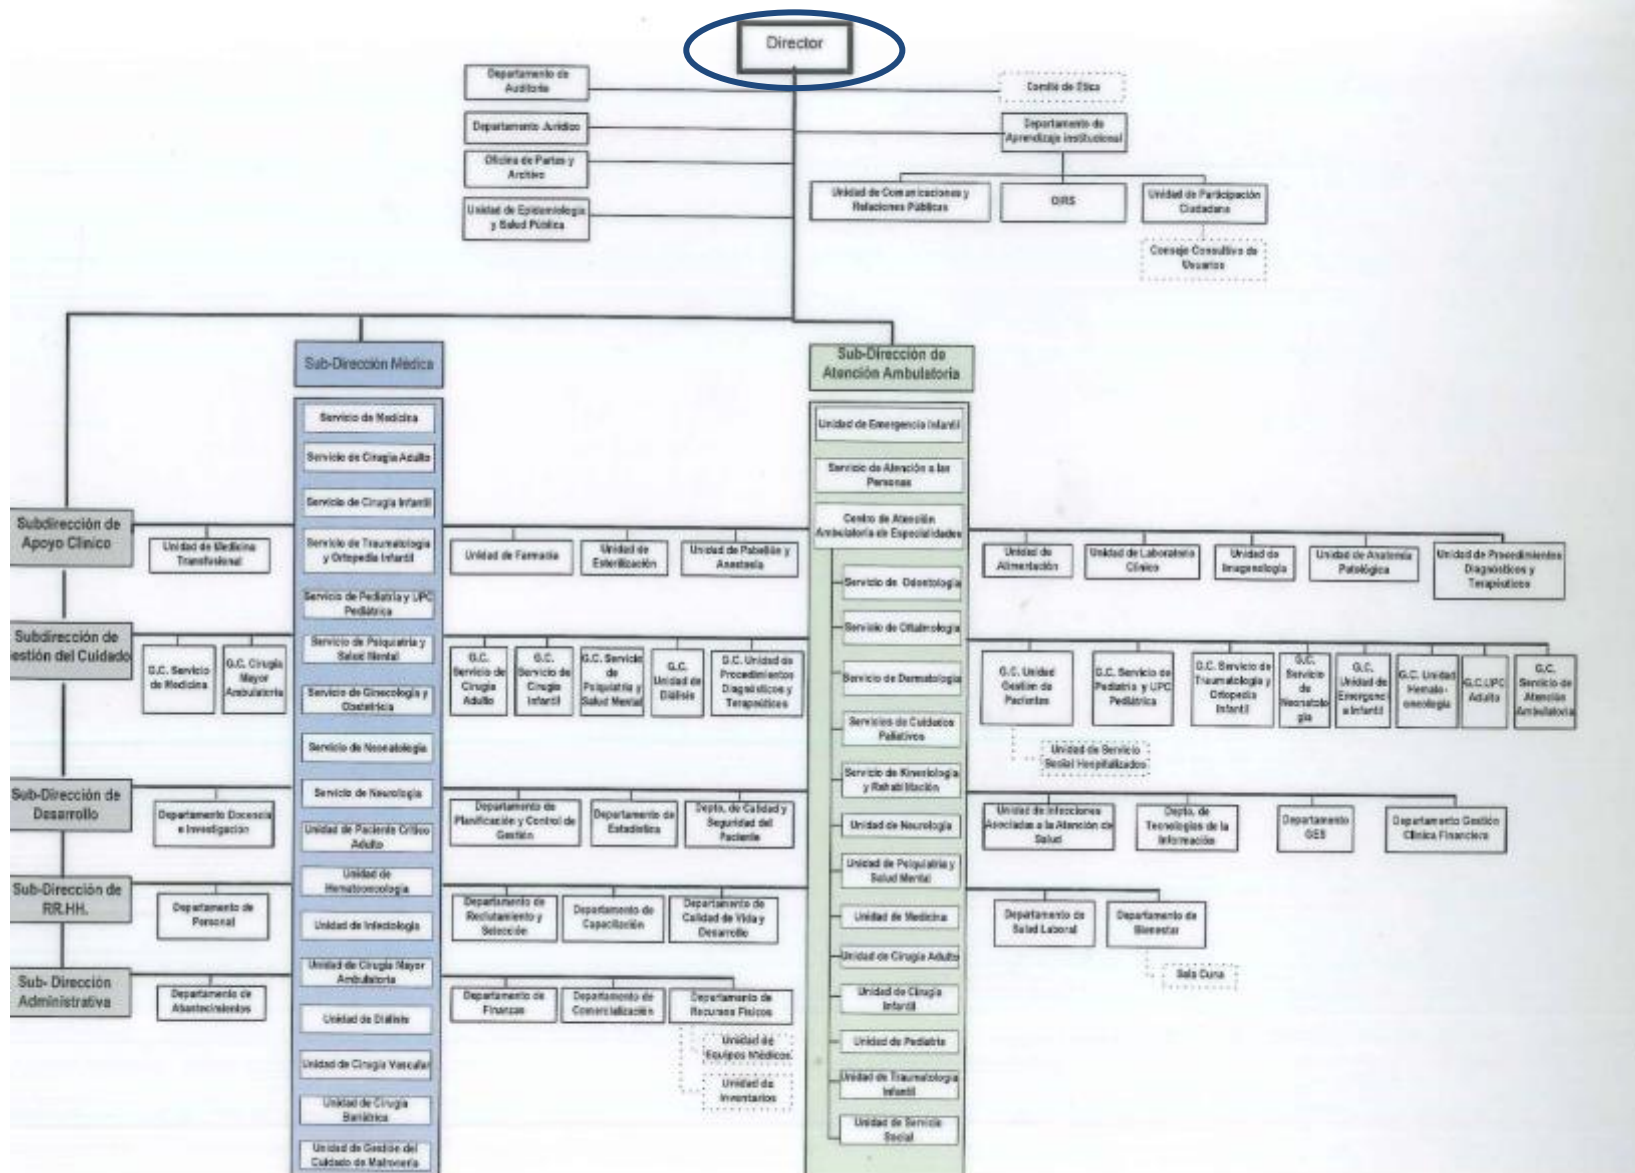 Director
Departamento de
Auditoria
Comité de Etica
Departamento Jurídico
Departamento de
Aprendizaje institucional
Oficina de Partes y
Archivo
Unidad de Comunicaciones y
Relaciones Públicas
OIRS
Unidad de Participación
Ciudadana
Unidad de Epidemiología
y Salud Pública
Consejo Consultivo de
Usuarios
Sub-Dirección Médica
Sub-Dirección de
Atención Ambulatoria
Servicio de Medicina
Servicio de Cirugía Adulto
Servicio de Cirugía Infantil
Servicio de Traumatología
y Ortopedia Infantil
Servicio de Pediatría y UPC
Pediátrica
Servicio de Psiquiatría y
Salud Mental
Servicio de Ginecología y
Obstetricia
Servicio de Neonatología
Servicio de Neurología
Unidad de Paciente Crítico
Adulto
Unidad de
Hematooncología
Unidad de Infectología
Unidad de Cirugía Mayor
Ambulatoria
Unidad de Diálisis
Unidad de Cirugía Vascular
Unidad de Cirugía
Bariátrica
Unidad de Gestión del
Cuidado de Matronería
Unidad de Emergencia Infantil
Servicio de Atención a las
Personas
Centro de Atención
Ambulatoria de Especialidades
Servicio de Odontología
Servicio de Oftalmología
Servicio de Dermatología
Servicios de Cuidados
Paliativos
Servicio de Kinesiología
y Rehabilitación
Unidad de Neurología
Unidad de Psiquiatría y
Salud Mental
Unidad de Medicina
Unidad de Cirugía Adulto
Unidad de Cirugía
Infantil
Unidad de Pediatría
Unidad de Traumatología
Infantil
Unidad de Servicio
Social
Subdirección de
Apoyo Clínico
Unidad de Medicina
Transfusional
Unidad de Farmacia
Unidad de
Esterilización
Unidad de Pabellón y
Anestesia
Unidad de
Alimentación
Unidad de Laboratorio
Clínico
Unidad de
Imagenología
Unidad de Anatomía
Patológica
Unidad de Procedimientos
Diagnósticos y
Terapéuticos
Subdirección de
estión del Cuidado
G.C. Servicio
de Medicina
G.C. Cirugía
Mayor
Ambulatoria
G.C.
Servicio de
Cirugía
Adulto
G.C.
Servicio de
Cirugía
Infantil
G.C. Servicio
de
Psiquiatría y
Salud Mental
G.C.
Unidad de
Diálisis
G.C. Unidad de
Procedimientos
Diagnósticos y
Terapéuticos
G.C. Unidad
Gestión de
Pacientes
G.C. Servicio de
Pediatría y UPC
Pediátrica
G.C. Servicio de
Traumatología y
Ortopedia
Infantil
G.C.
Servicio
de
Neonatolo
gía
G.C.
Unidad de
Emergenci
a Infantil
G.C. Unidad
Hemato-
oncología
G.C.UPC
Adulto
G.C.
Servicio de
Atención
Ambulatoria
Unidad de Servicio
Social Hospitalizados
Sub-Dirección de
Desarrollo
Departamento Docencia
e Investigacion
Departamento de
Planificación y Control de
Gestión
Departamento de
Estadística
Depto. de Calidad y
Seguridad del
Paciente
Unidad de Infecciones
Asociadas a la Atención de
Salud
Depto. de
Tecnologías de la
Información
Departamento
GES
Departamento Gestión
Clínica Financiera
Sub-Dirección de
RR.HH.
Departamento de
Personal
Departamento de
Reclutamiento y
Selección
Departamento de
Capacitación
Departamento de
Calidad de Vida y
Desarrollo
Departamento de
Salud Laboral
Departamento de
Bienestar
Sala Cuna
Sub- Dirección
Administrativa
Departamento de
Abastecimientos
Departamento de
Finanzas
Departamento de
Comercialización
Departamento de
Recursos Físicos
Unidad de
Equipos Médicos
Unidad de
Inventarios